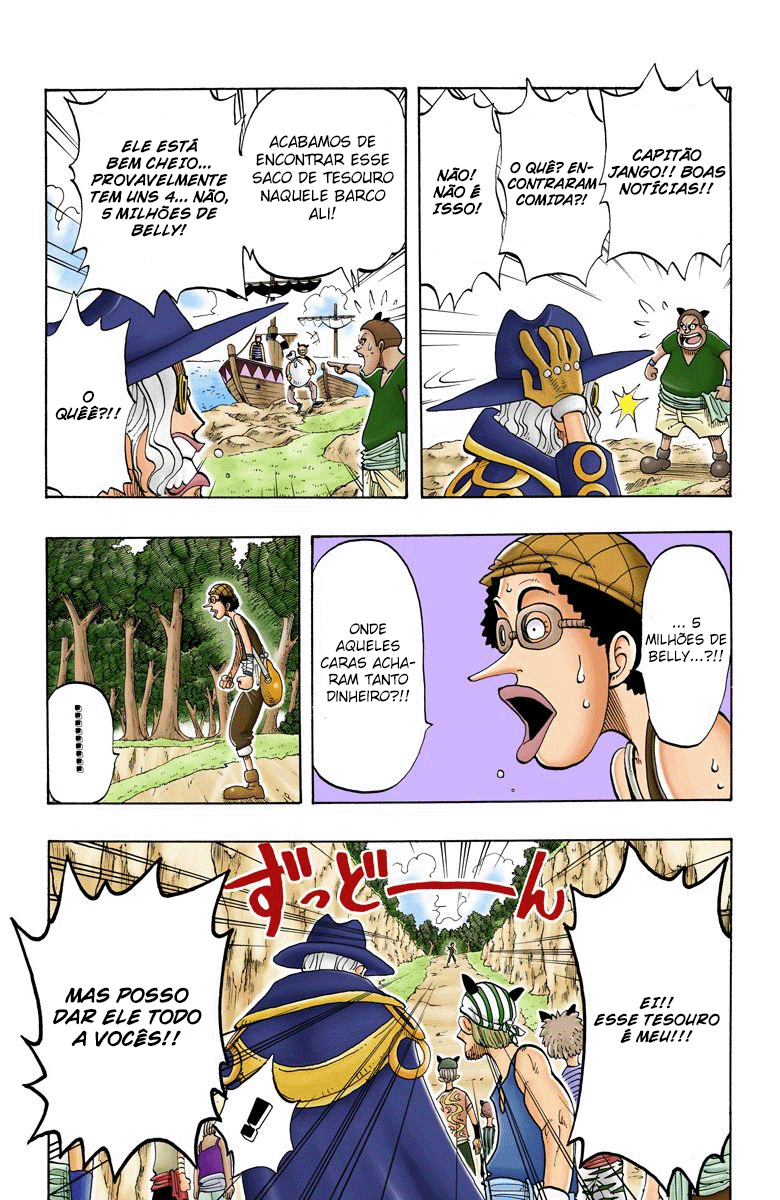 CAPITÃO
JANGO!! BOAS
NOTÍCIAS!!
O QUÊ? EN-
CONTRARAM
COMIDA?!
NÃO!
NÃO É
ISSO!
ACABAMOS DE
ENCONTRAR ESSE
SACO DE TESOURO
NAQUELE BARCO
ALI!
ELE ESTÁ
BEM CHEIO...
PROVAVELMENTE
TEM UNS 4... NÃO,
5 MILHÕES DE
BELLY!
O
QUÊÊ?!!
... 5
MILHÕES DE
BELLY...?!!
ONDE
AQUELES
CARAS ACHA-
RAM TANTO
DINHEIRO?!!
..........
ずっどーん
EI!!
ESSE TESOURO
É MEU!!!
MAS POSSO
DAR ELE TODO
A VOCÊS!!
!